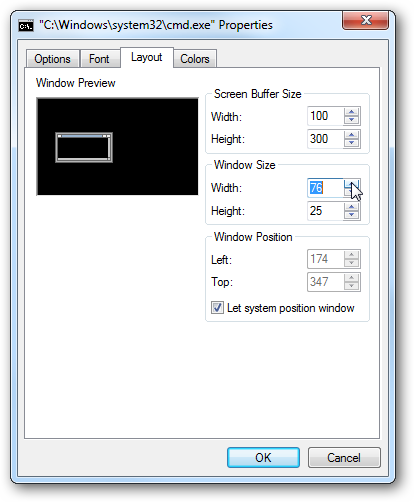 "C:\Windows\system32\cmd.exe" Properties
Options Font Layout Colors
Window Preview
Screen Buffer Size
Width: 100
Height: 300
Window Size
Width: 76
Height: 25
Window Position
Left: 174
Top: 347
Let system position window
OK Cancel